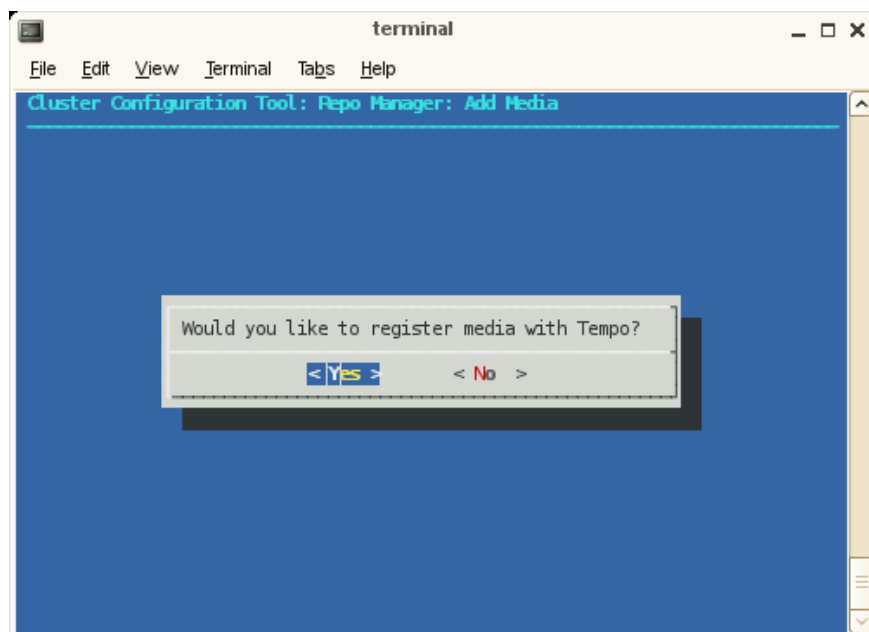 terminal
File Edit View Terminal Tabs Help
Cluster Configuration Tool: Repo Manager: Add Media
Would you like to register media with Tempo?
< Yes > < No >